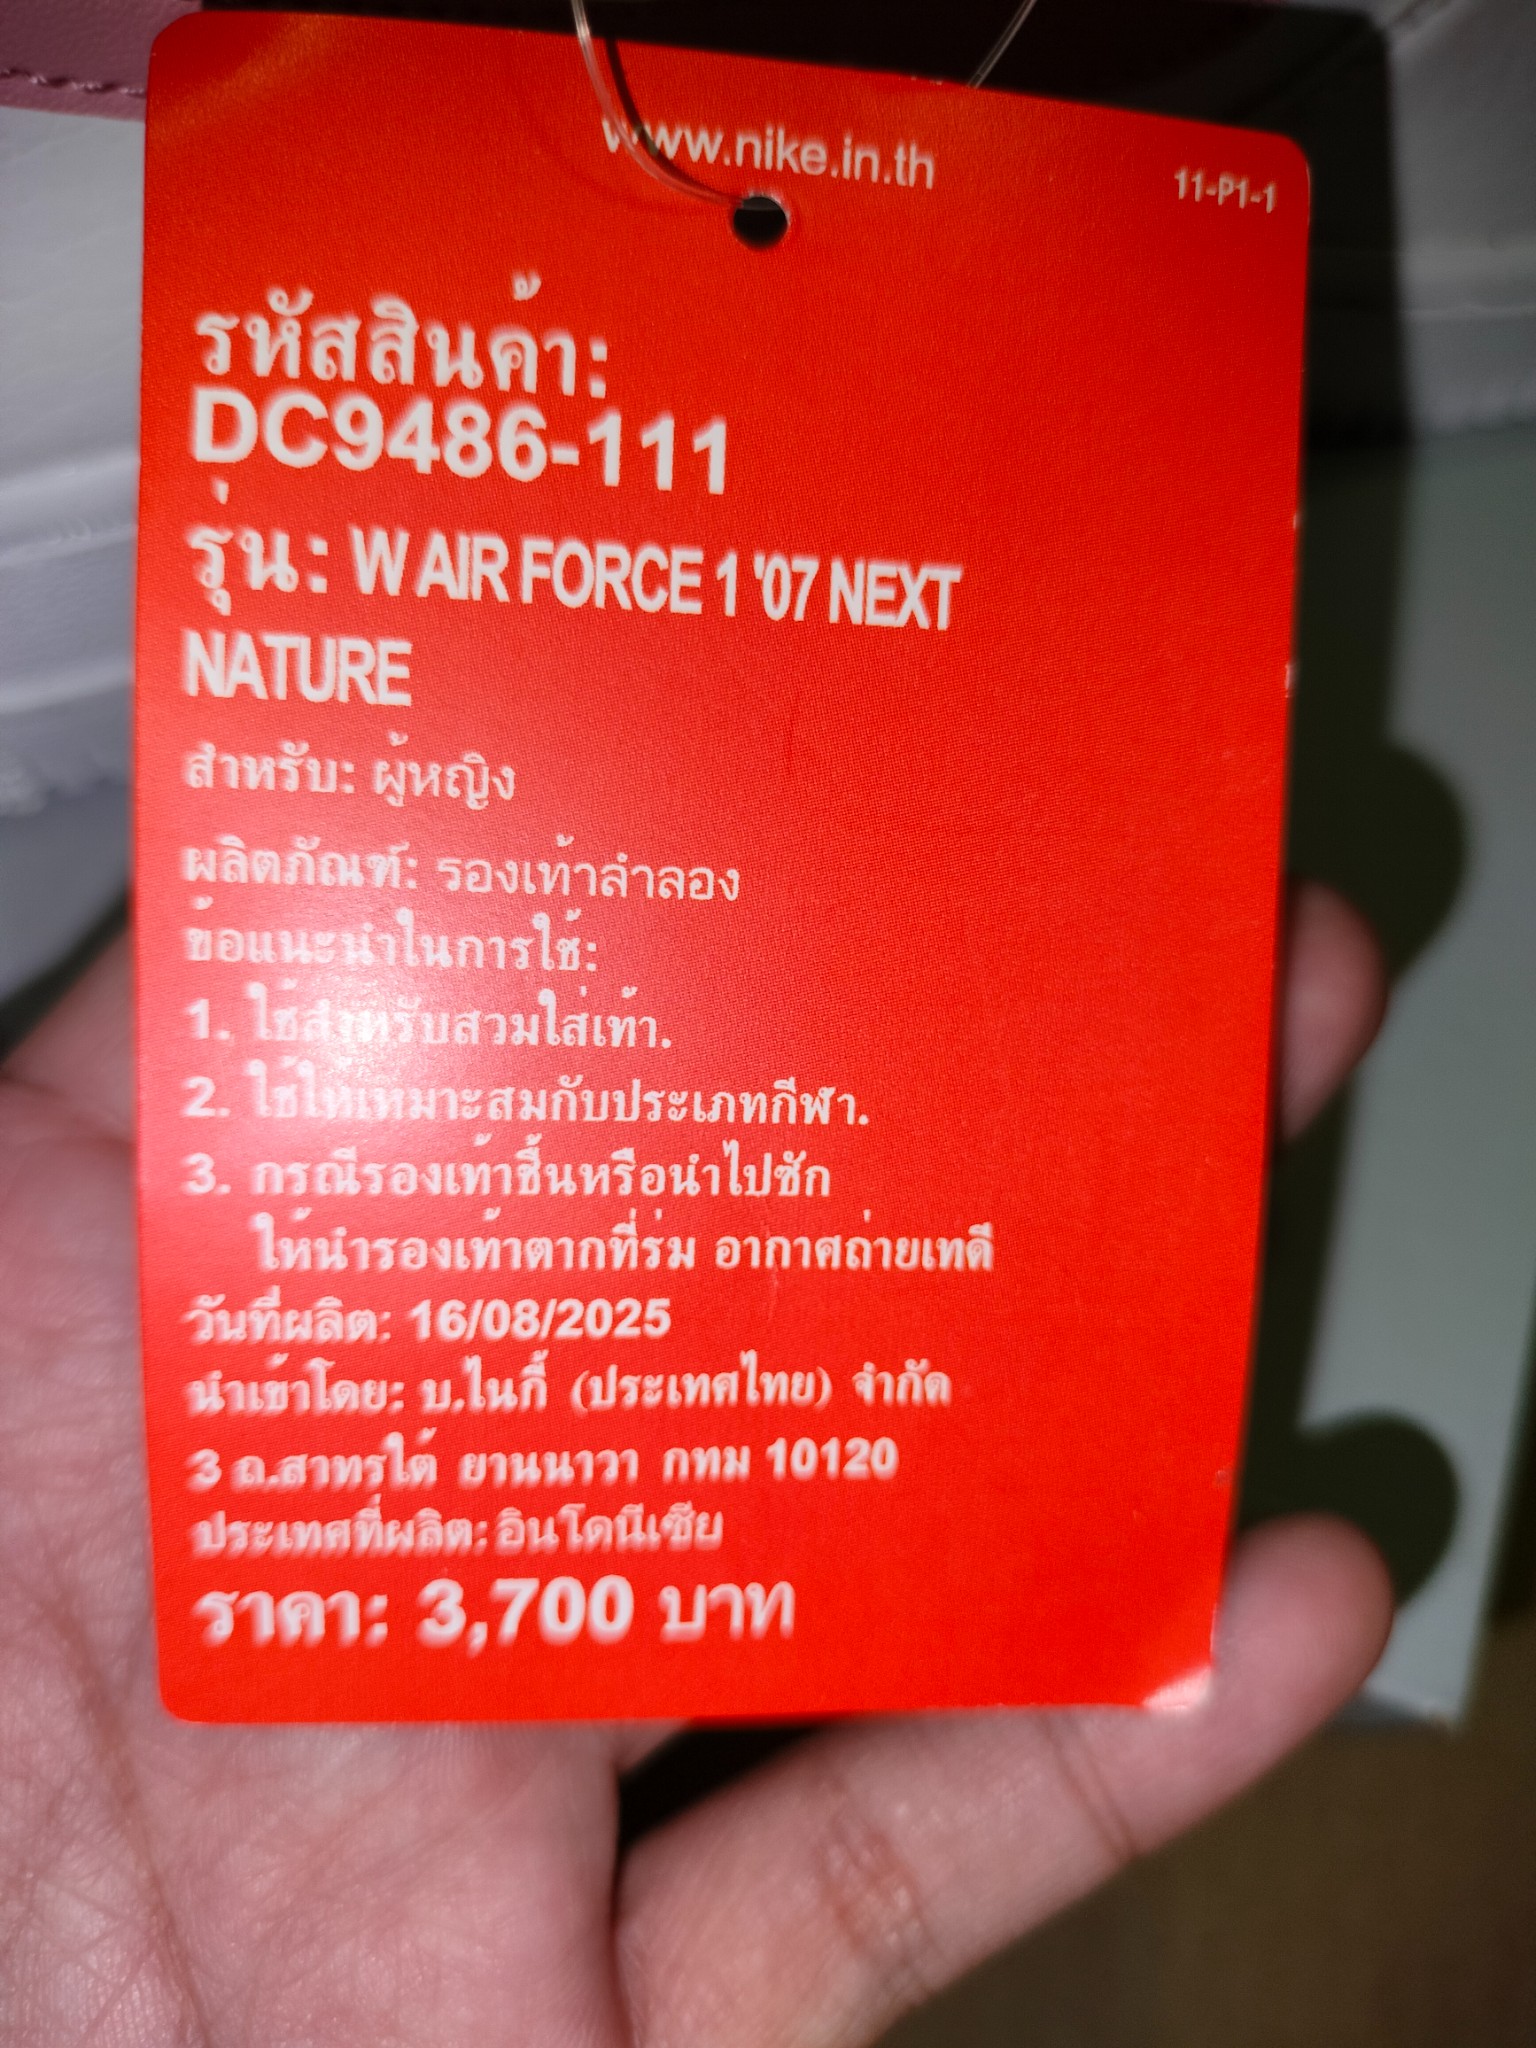 www.nike.in.th
11-P1-1
รหัสสินค้า:
DC9486-111
รุ่น: W AIR FORCE 1 '07 NEXT
NATURE
สำหรับ: ผู้หญิง
ผลิตภัณฑ์: รองเท้าลำลอง
ข้อแนะนำในการใช้:
1. ใช้สำหรับสวมใส่เท้า.
2. ใช้ให้เหมาะสมกับประเภทกีฬา.
3. กรณีรองเท้าชื้นหรือนำไปซัก
ให้นำรองเท้าตากที่ร่ม อากาศถ่ายเทดี
วันที่ผลิต: 16/08/2025
นำเข้าโดย: บ.ไนกี้ (ประเทศไทย) จำกัด
3 ถ.สาทรใต้ ยานนาวา กทม 10120
ประเทศที่ผลิต: อินโดนีเซีย
ราคา: 3,700 บาท